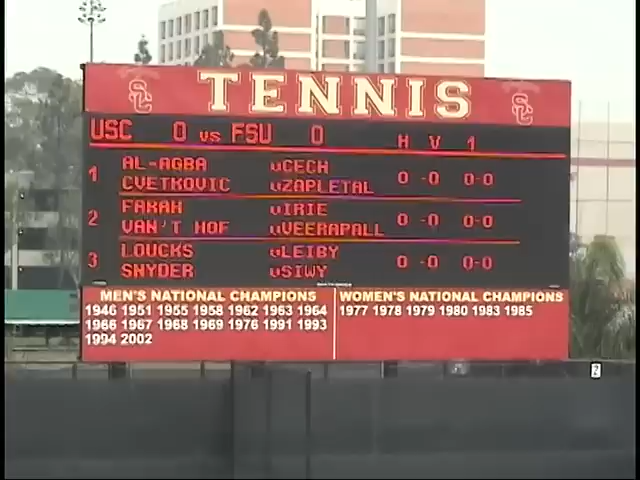 SC TENNIS SC
USC 0 vs FSU 0 H V 1
1 AL-AGBA vCECH 0 -0 0-0
CVETKOVIC vZAPLETAL
2 FARAH vIRIE 0 -0 0-0
VAN'T HOF vVEERAPALL
3 LOUCKS vLEIBY 0 -0 0-0
SNYDER vSIWY
MEN'S NATIONAL CHAMPIONS
1946 1951 1955 1958 1962 1963 1964
1966 1967 1968 1969 1976 1991 1993
1994 2002
WOMEN'S NATIONAL CHAMPIONS
1977 1978 1979 1980 1983 1985
2